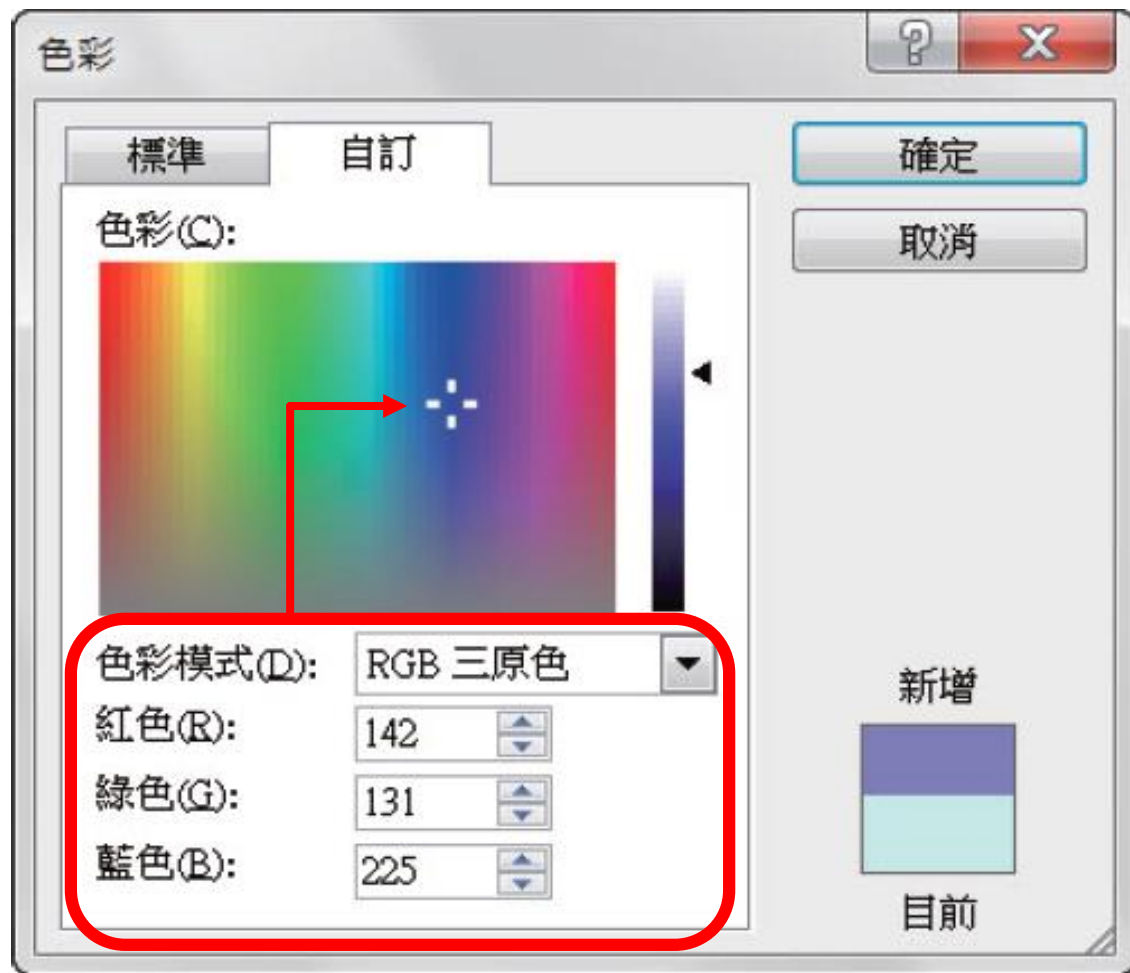 色彩
標準 自訂 確定
取消
色彩(C):
色彩模式(D): RGB 三原色
紅色(R): 142
綠色(G): 131
藍色(B): 225
新增
目前